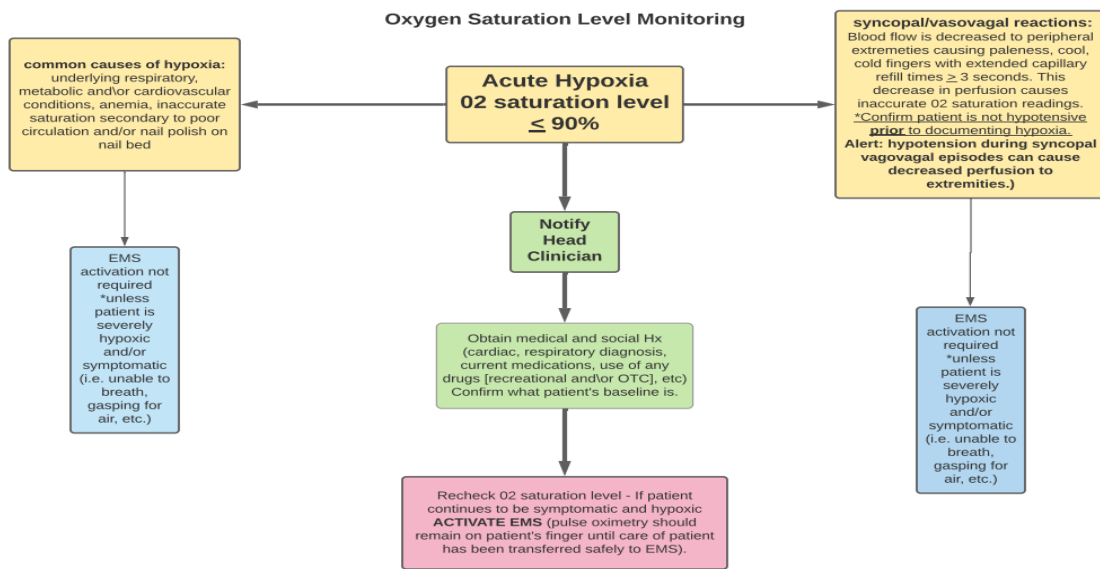 Oxygen Saturation Level Monitoring
common causes of hypoxia:
underlying respiratory,
metabolic and\or cardiovascular
conditions, anemia, inaccurate
saturation secondary to poor
circulation and/or nail polish on
nail bed
Acute Hypoxia
02 saturation level
≤ 90%
syncopal/vasovagal reactions:
Blood flow is decreased to peripheral
extremeties causing paleness, cool,
cold fingers with extended capillary
refill times ≥ 3 seconds. This
decrease in perfusion causes
inaccurate 02 saturation readings.
*Confirm patient is not hypotensive
prior to documenting hypoxia.
Alert: hypotension during syncopal
vagovagal episodes can cause
decreased perfusion to
extremities.)
Notify
Head
Clinician
EMS
activation not
required
*unless
patient is
severely
hypoxic
and/or
symptomatic
(i.e. unable to
breath,
gasping for
air, etc.)
Obtain medical and social Hx
(cardiac, respiratory diagnosis,
current medications, use of any
drugs [recreational and\or OTC], etc)
Confirm what patient's baseline is.
EMS
activation not
required
*unless
patient is
severely
hypoxic
and/or
symptomatic
(i.e. unable to
breath,
gasping for
air, etc.)
Recheck 02 saturation level - If patient
continues to be symptomatic and hypoxic
ACTIVATE EMS (pulse oximetry should
remain on patient's finger until care of patient
has been transferred safely to EMS).